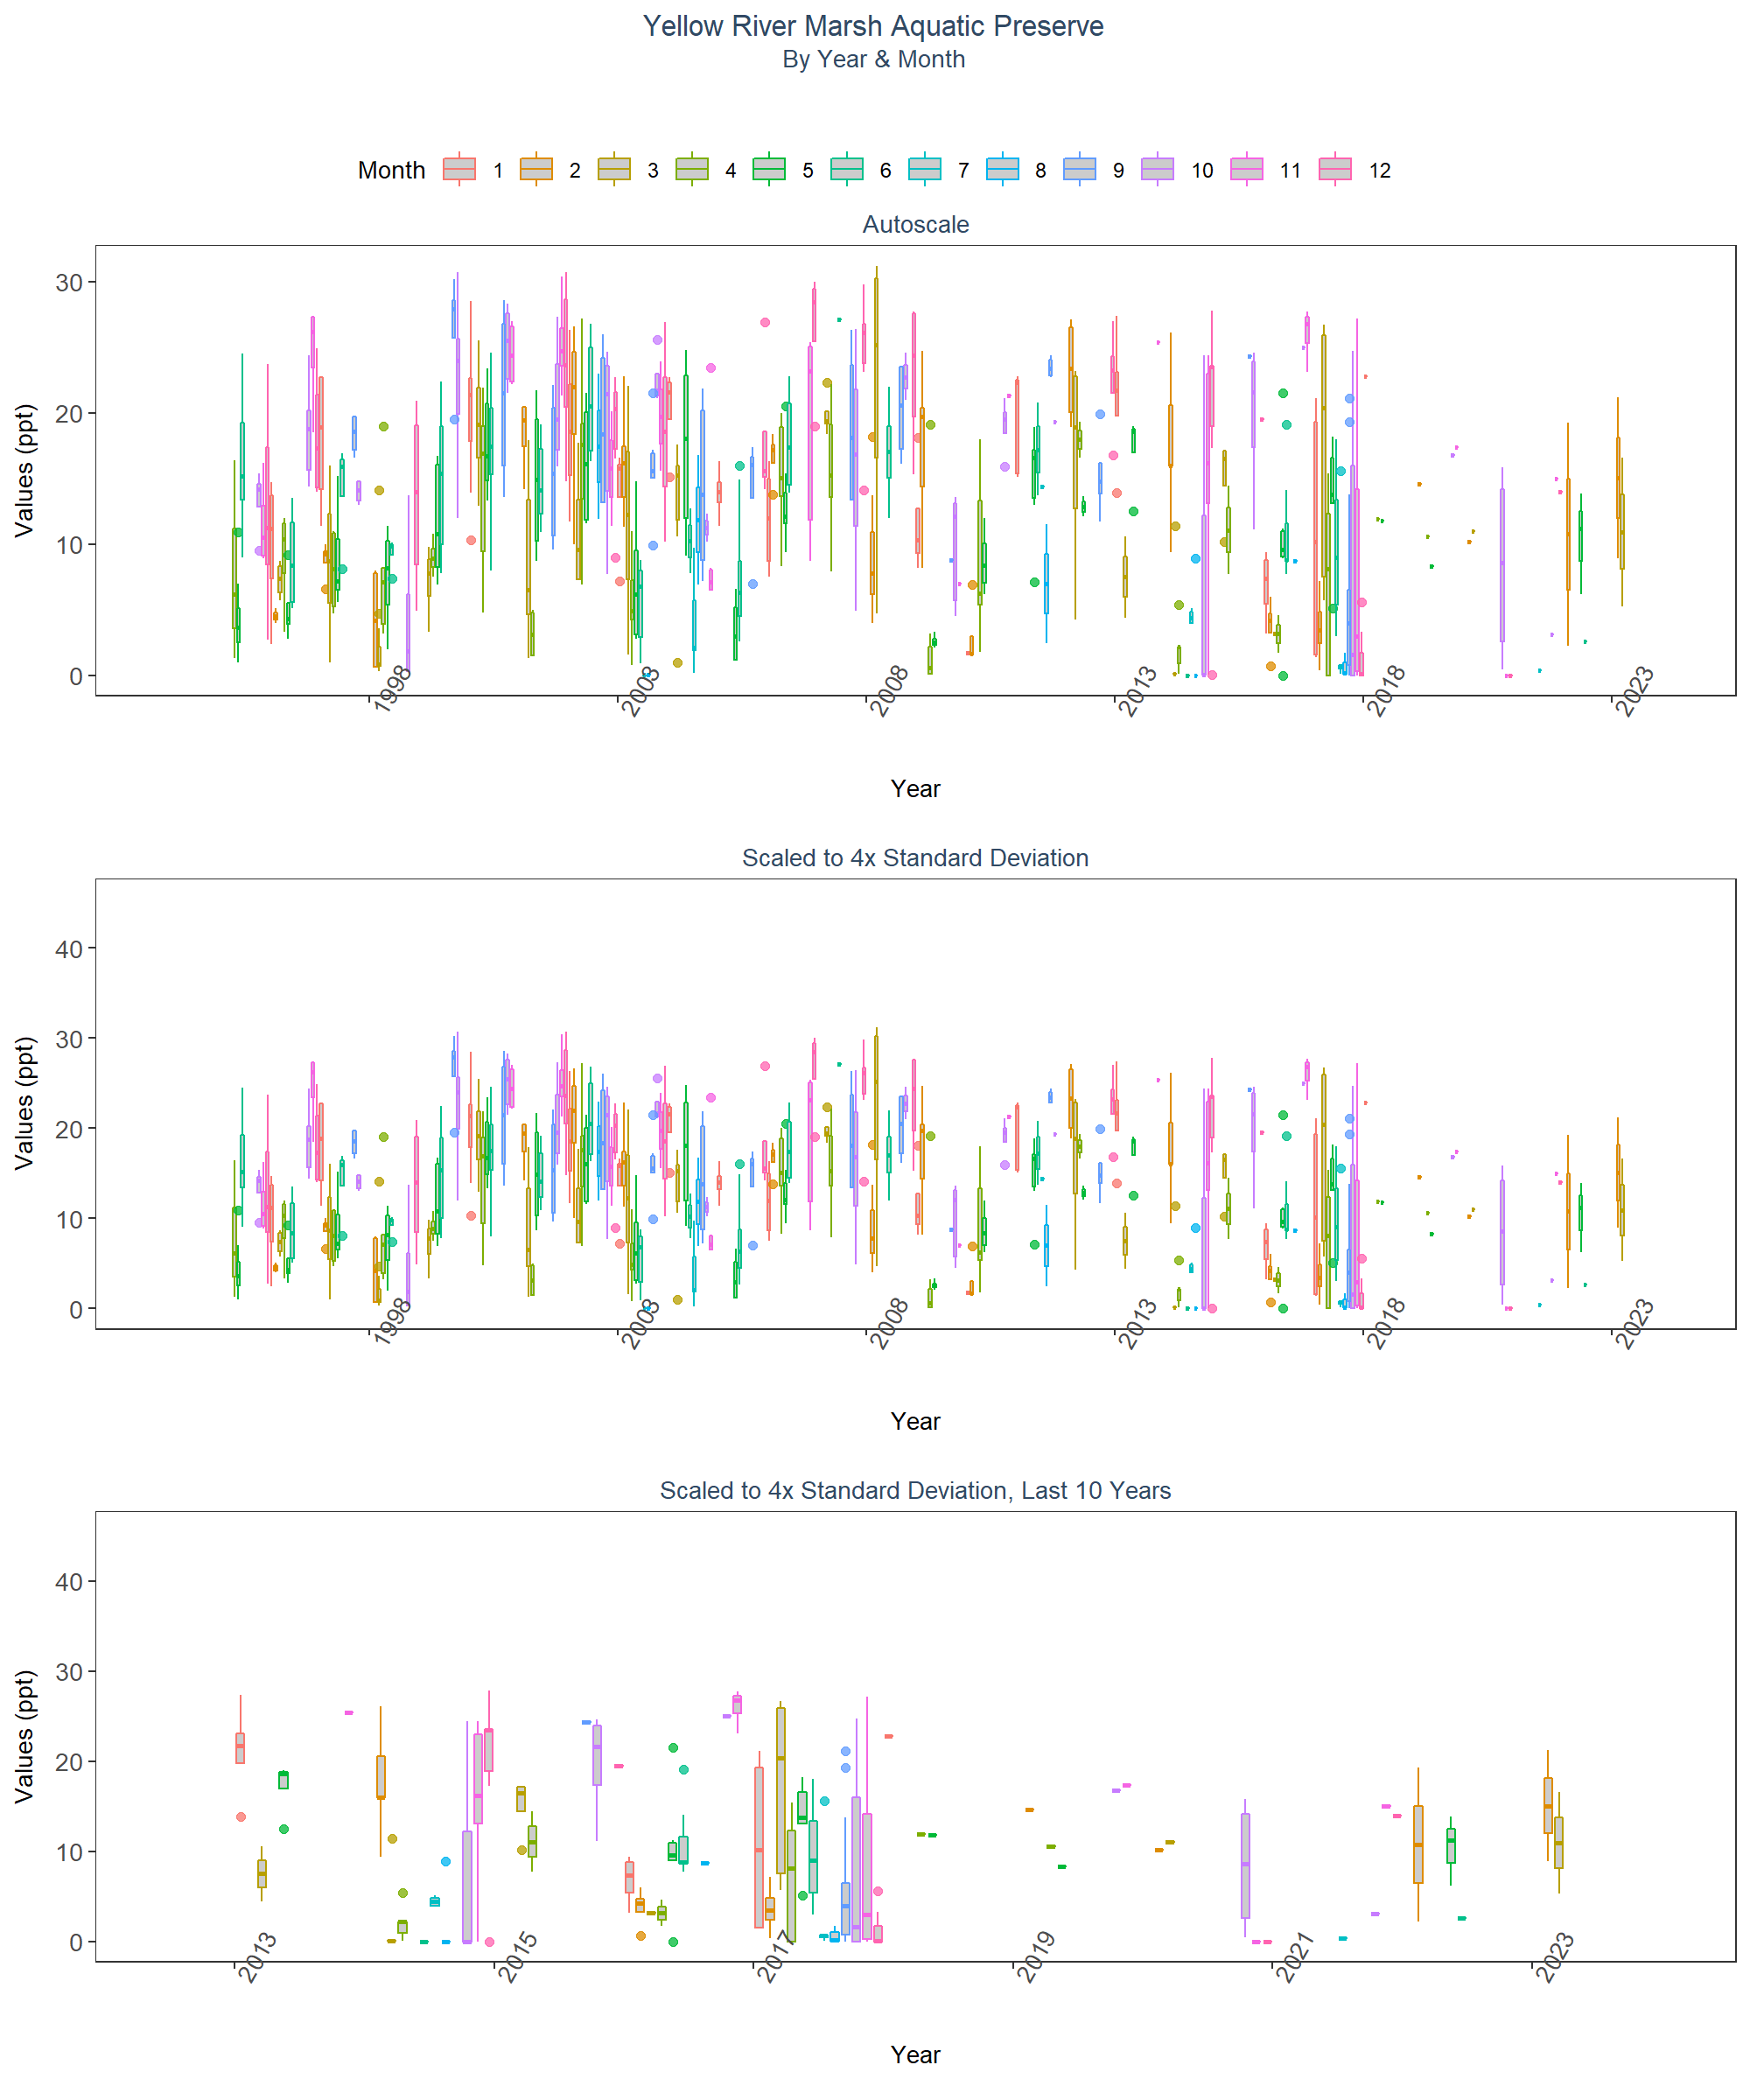 Yellow River Marsh Aquatic Preserve
By Year & Month
Month 1 2 3 4 5 6 7 8 9 10 11 12
Autoscale
Values (ppt)
30
20
10
0
1998 2003 2008 2013 2018 2023
Year
Scaled to 4x Standard Deviation
Values (ppt)
40
30
20
10
0
1998 2003 2008 2013 2018 2023
Year
Scaled to 4x Standard Deviation, Last 10 Years
Values (ppt)
40
30
20
10
0
2013 2015 2017 2019 2021 2023
Year